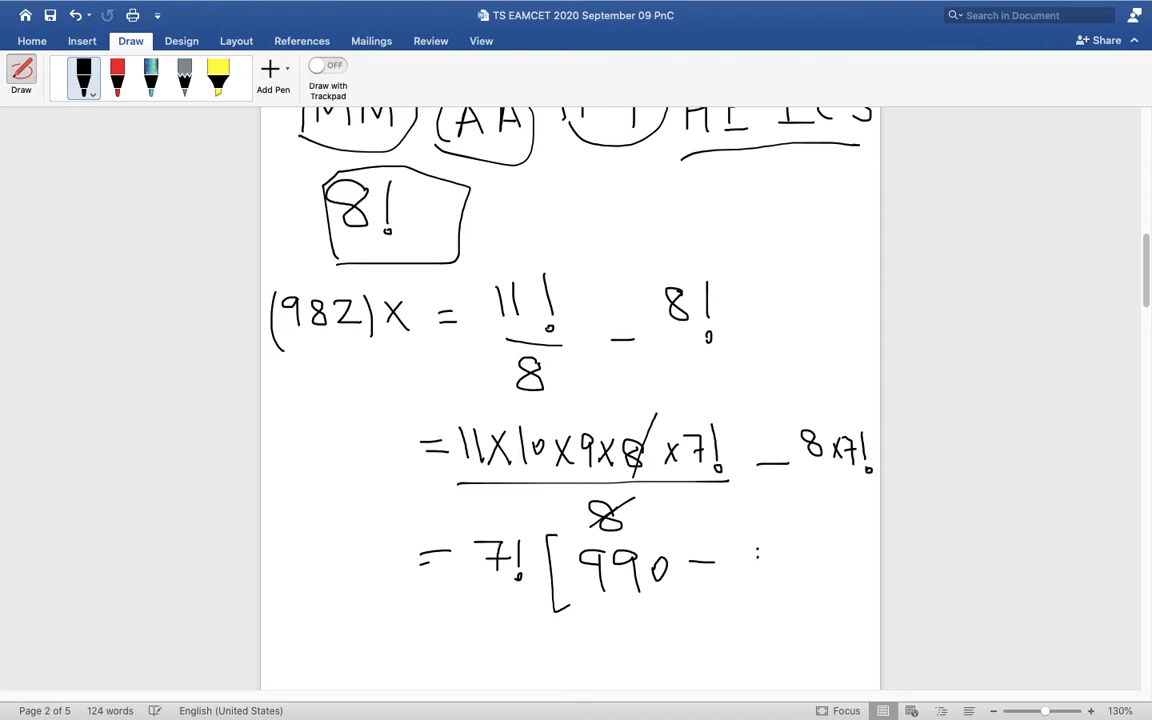 TS EAMCET 2020 September 09 PnC
Search in Document
Home Insert Draw Design Layout References Mailings Review View
Share
OFF
Draw
Add Pen
Draw with
Trackpad
MM AA
8!
(982) X = 11! / 8 - 8!
= 11 X 10 X 9 X 8 x 7! / 8 - 8 x 7!
= 7! [ 990 -
Page 2 of 5 124 words English (United States)
Focus
130%